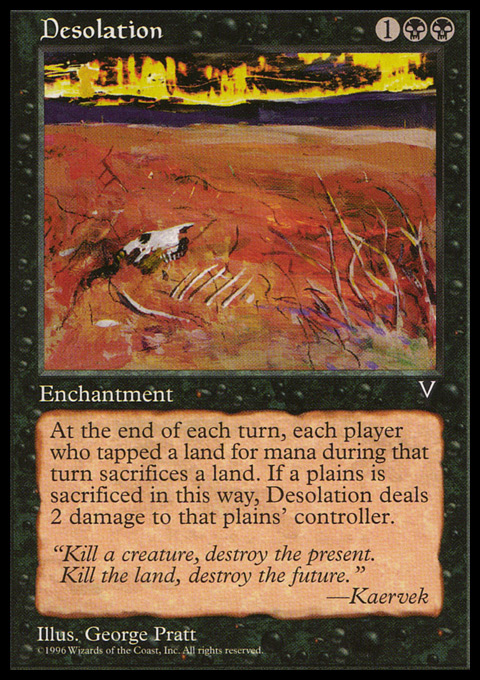 Desolation 1
Enchantment V
At the end of each turn, each player
who tapped a land for mana during that
turn sacrifices a land. If a plains is
sacrificed in this way, Desolation deals
2 damage to that plains’ controller.
“Kill a creature, destroy the present.
Kill the land, destroy the future.”
—Kaervek
Illus. George Pratt
©1996 Wizards of the Coast, Inc. All rights reserved.